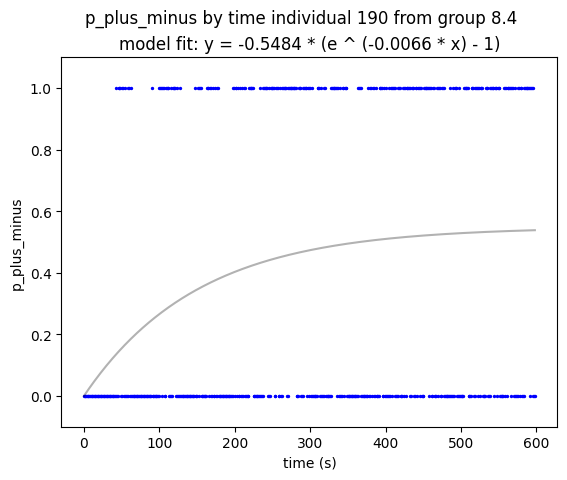 p_plus_minus by time individual 190 from group 8.4
model fit: y = -0.5484 * (e ^ (-0.0066 * x) - 1)
1.0
0.8
0.6
0.4
0.2
0.0
p_plus_minus
0 100 200 300 400 500 600
time (s)